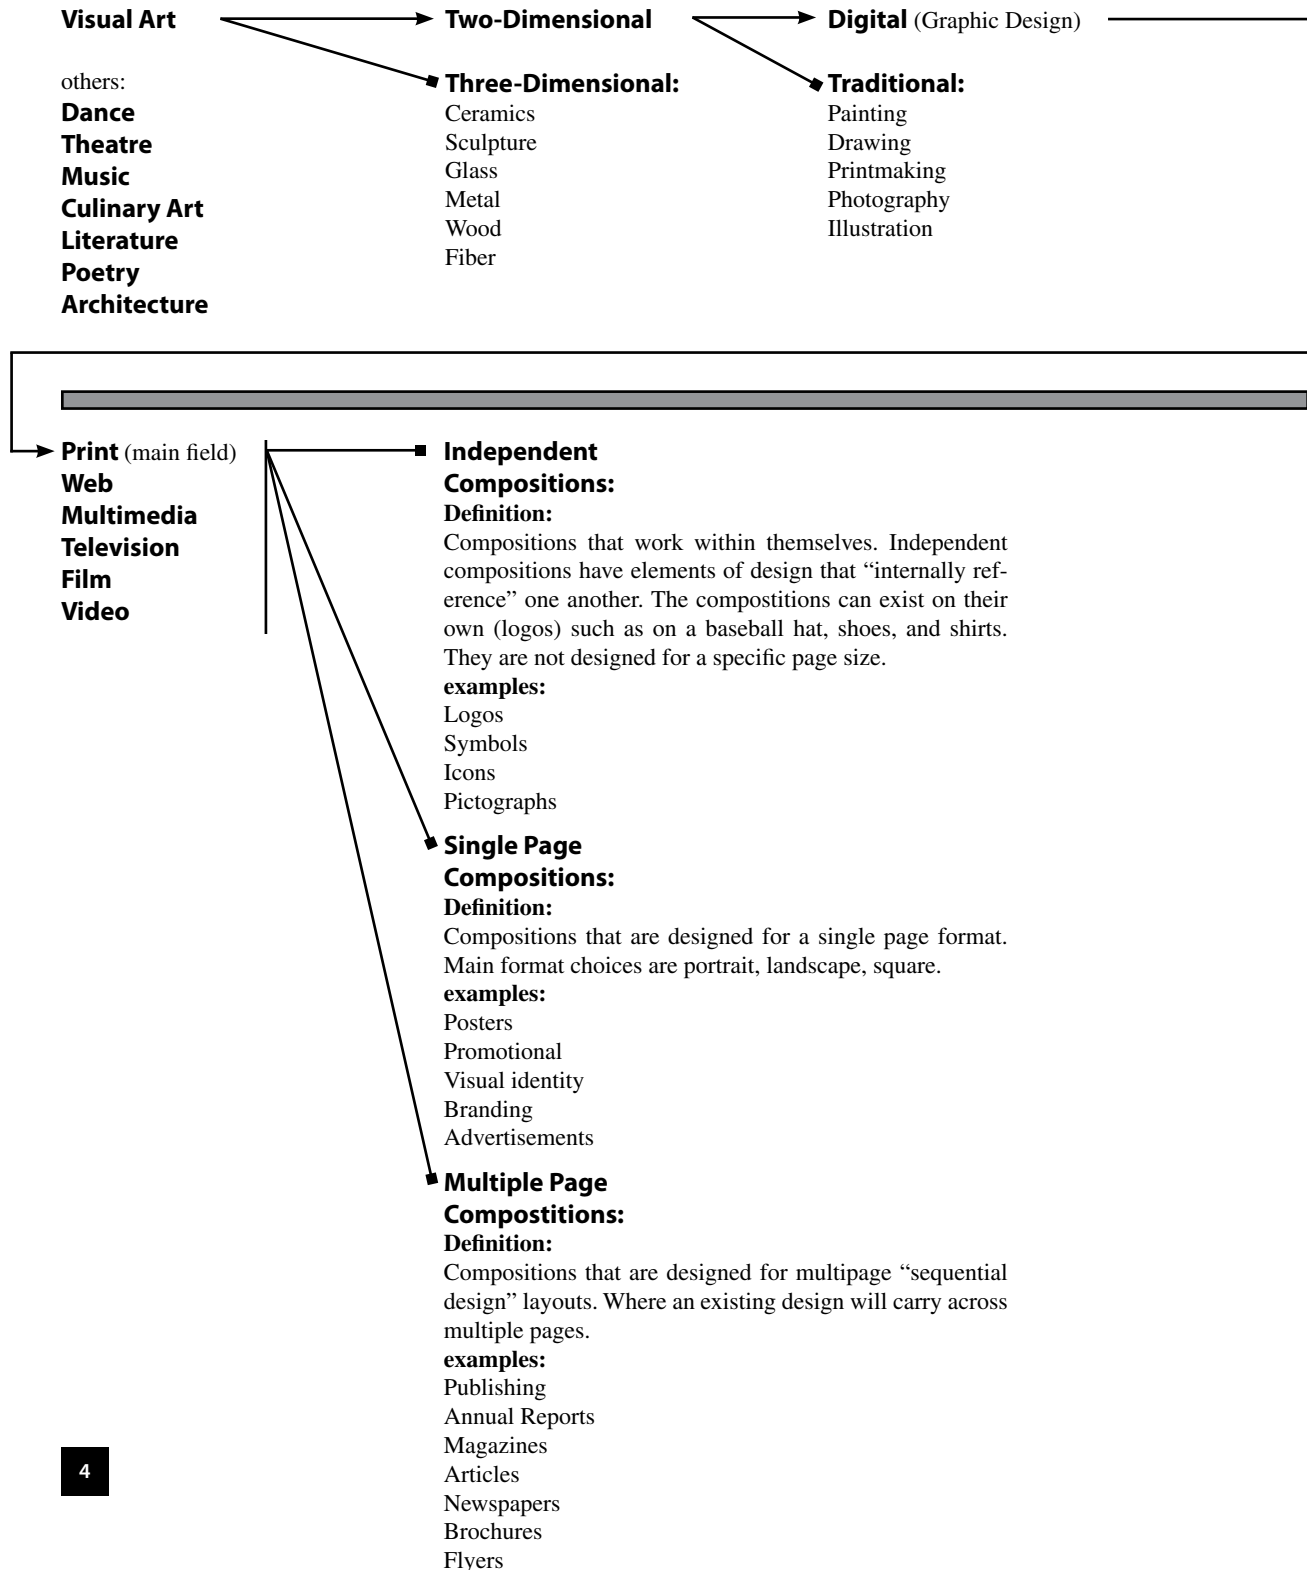 Visual Art
Two-Dimensional
Digital (Graphic Design)
others:
Dance
Theatre
Music
Culinary Art
Literature
Poetry
Architecture
Three-Dimensional:
Ceramics
Sculpture
Glass
Metal
Wood
Fiber
Traditional:
Painting
Drawing
Printmaking
Photography
Illustration
Print (main field)
Web
Multimedia
Television
Film
Video
Independent
Compositions:
Definition:
Compositions that work within themselves. Independent
compositions have elements of design that “internally ref-
erence” one another. The compostitions can exist on their
own (logos) such as on a baseball hat, shoes, and shirts.
They are not designed for a specific page size.
examples:
Logos
Symbols
Icons
Pictographs
Single Page
Compositions:
Definition:
Compositions that are designed for a single page format.
Main format choices are portrait, landscape, square.
examples:
Posters
Promotional
Visual identity
Branding
Advertisements
Multiple Page
Compostitions:
Definition:
Compositions that are designed for multipage “sequential
design” layouts. Where an existing design will carry across
multiple pages.
examples:
Publishing
Annual Reports
Magazines
Articles
Newspapers
Brochures
Flyers
4